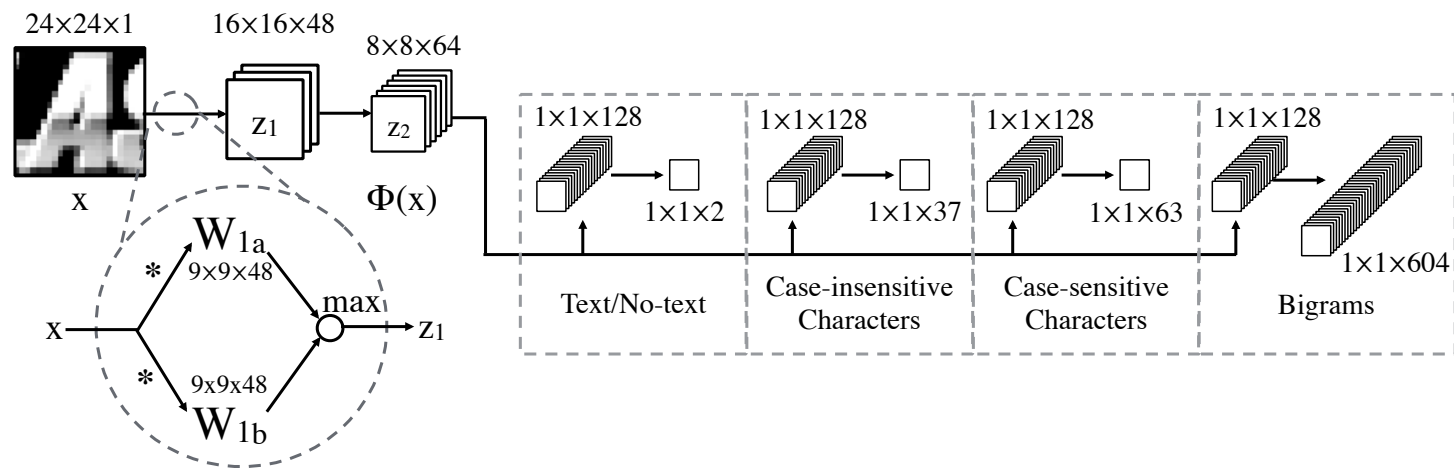 24×24×1
16×16×48
8×8×64
z1
z2
x
Φ(x)
W1a
9×9×48
*
max
x
z1
*
9x9x48
W1b
1×1×128
1×1×2
Text/No-text
1×1×128
1×1×37
Case-insensitive
Characters
1×1×128
1×1×63
Case-sensitive
Characters
1×1×128
1×1×604
Bigrams